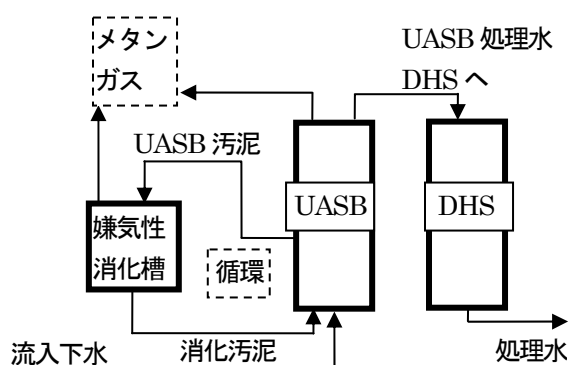 メタン
ガス
UASB 処理水
DHS へ
UASB 汚泥
UASB
DHS
嫌気性
消化槽
循環
流入下水
消化汚泥
処理水